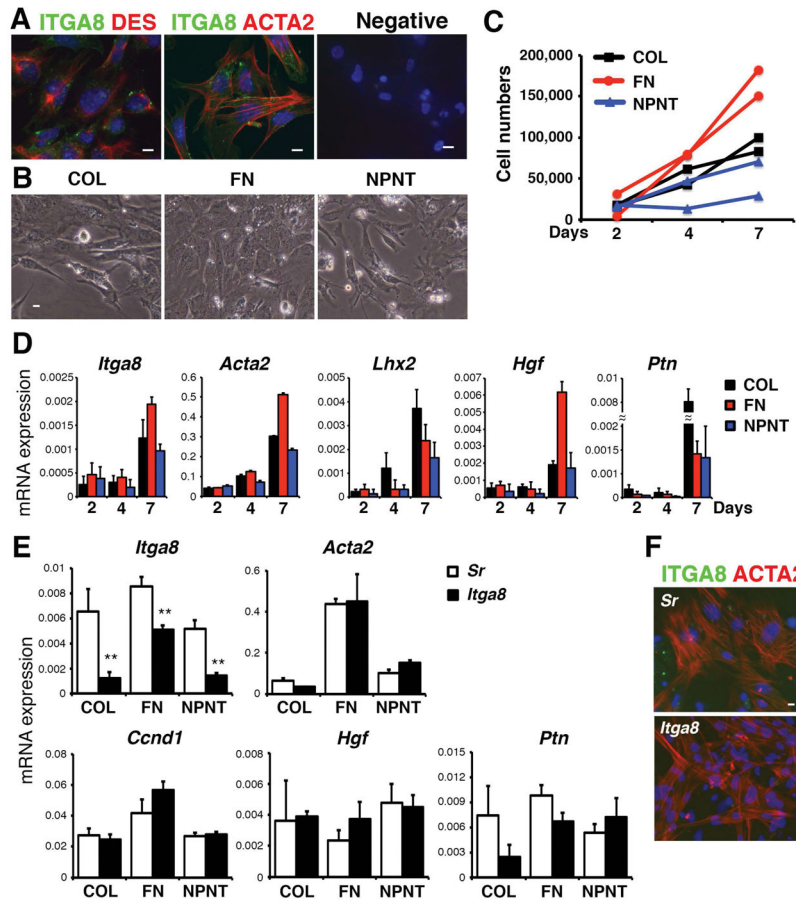 A
ITGA8 DES
ITGA8 ACTA2
Negative
B
COL
FN
NPNT
C
Cell numbers
200,000
150,000
100,000
50,000
0
COL
FN
NPNT
Days
2
4
7
D
mRNA expression
Itga8
0.0025
0.002
0.0015
0.001
0.0005
0
2
4
7
Acta2
0.6
0.5
0.4
0.3
0.2
0.1
0
2
4
7
Lhx2
0.005
0.004
0.003
0.002
0.001
0
2
4
7
Hgf
0.007
0.006
0.005
0.004
0.003
0.002
0.001
0
2
4
7
Ptn
0.01
0.008
≈
≈
0.002
0.0015
0.001
0.0005
0
2
4
7
Days
COL
FN
NPNT
E
mRNA expression
Itga8
0.01
0.008
0.006
0.004
0.002
0
**
**
**
COL
FN
NPNT
Acta2
0.6
0.4
0.2
0
COL
FN
NPNT
Sr
Itga8
Ccnd1
0.08
0.06
0.04
0.02
0
COL
FN
NPNT
Hgf
0.008
0.006
0.004
0.002
0
COL
FN
NPNT
Ptn
0.015
0.012
0.009
0.006
0.003
0
COL
FN
NPNT
F
ITGA8 ACTA2
Sr
Itga8